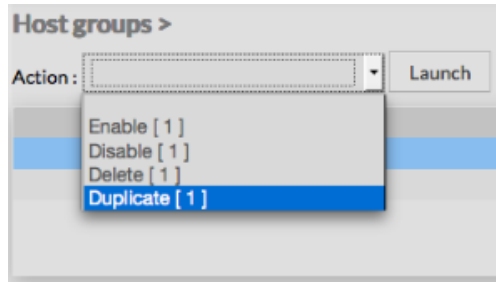 Host groups >
Action :
Launch
Enable [ 1 ]
Disable [ 1 ]
Delete [ 1 ]
Duplicate [ 1 ]